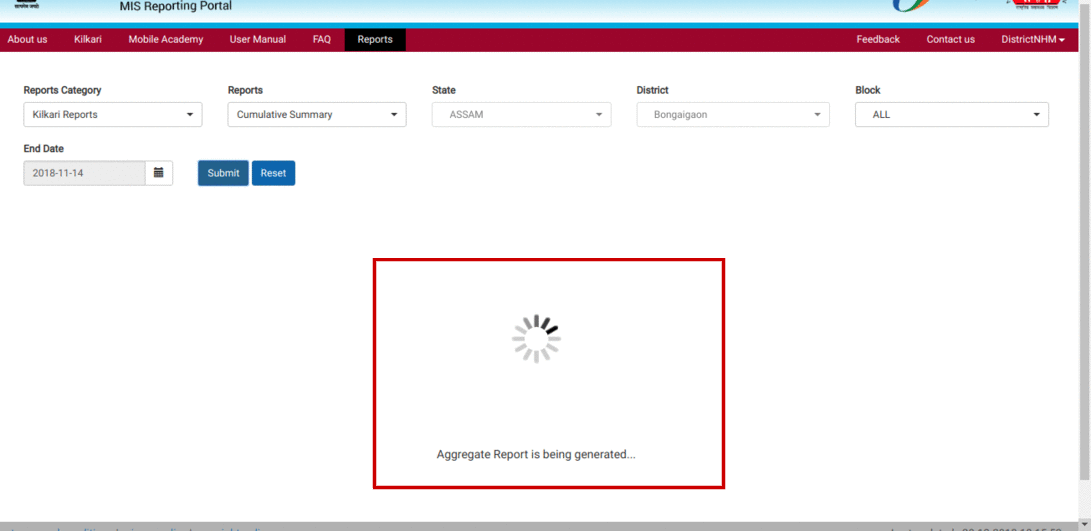 MIS Reporting Portal
About us Kilkari Mobile Academy User Manual FAQ Reports Feedback Contact us DistrictNHM
Reports Category Reports State District Block
Kilkari Reports Cumulative Summary ASSAM Bongaigaon ALL
End Date
2018-11-14 Submit Reset
Aggregate Report is being generated...